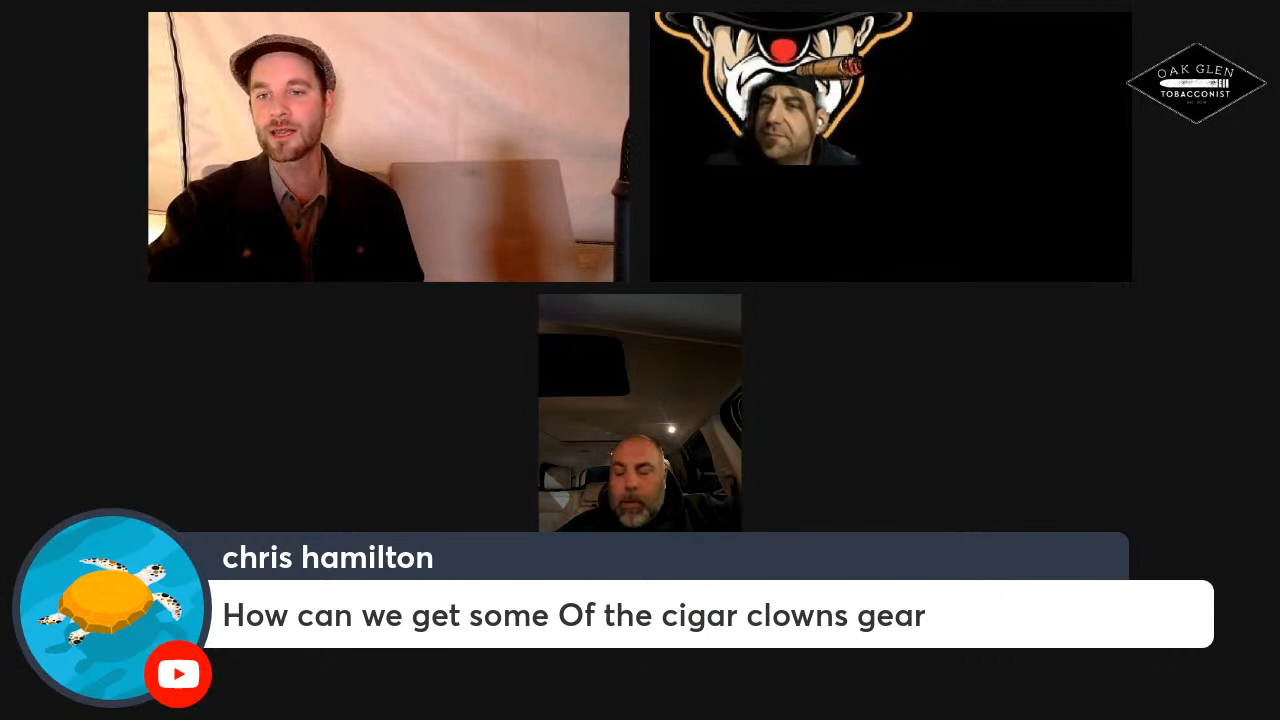 OAK GLEN
TOBACCONIST
chris hamilton
How can we get some Of the cigar clowns gear